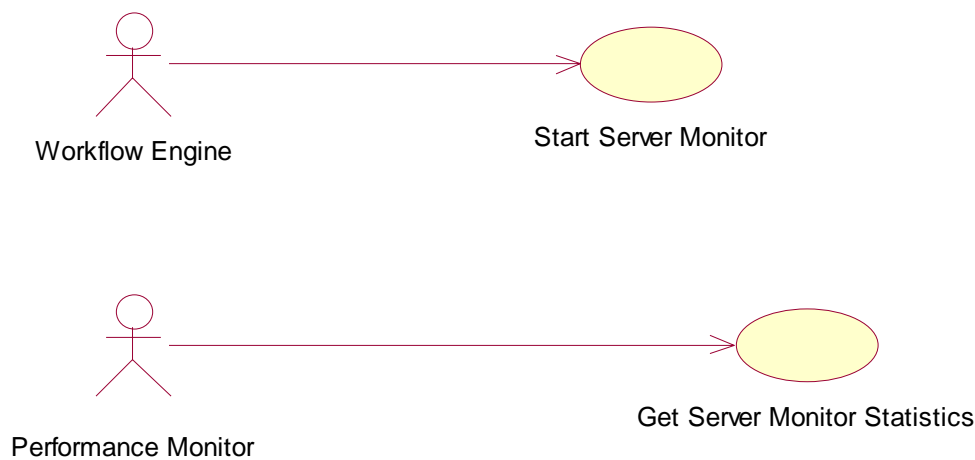 Workflow Engine
Start Server Monitor
Performance Monitor
Get Server Monitor Statistics